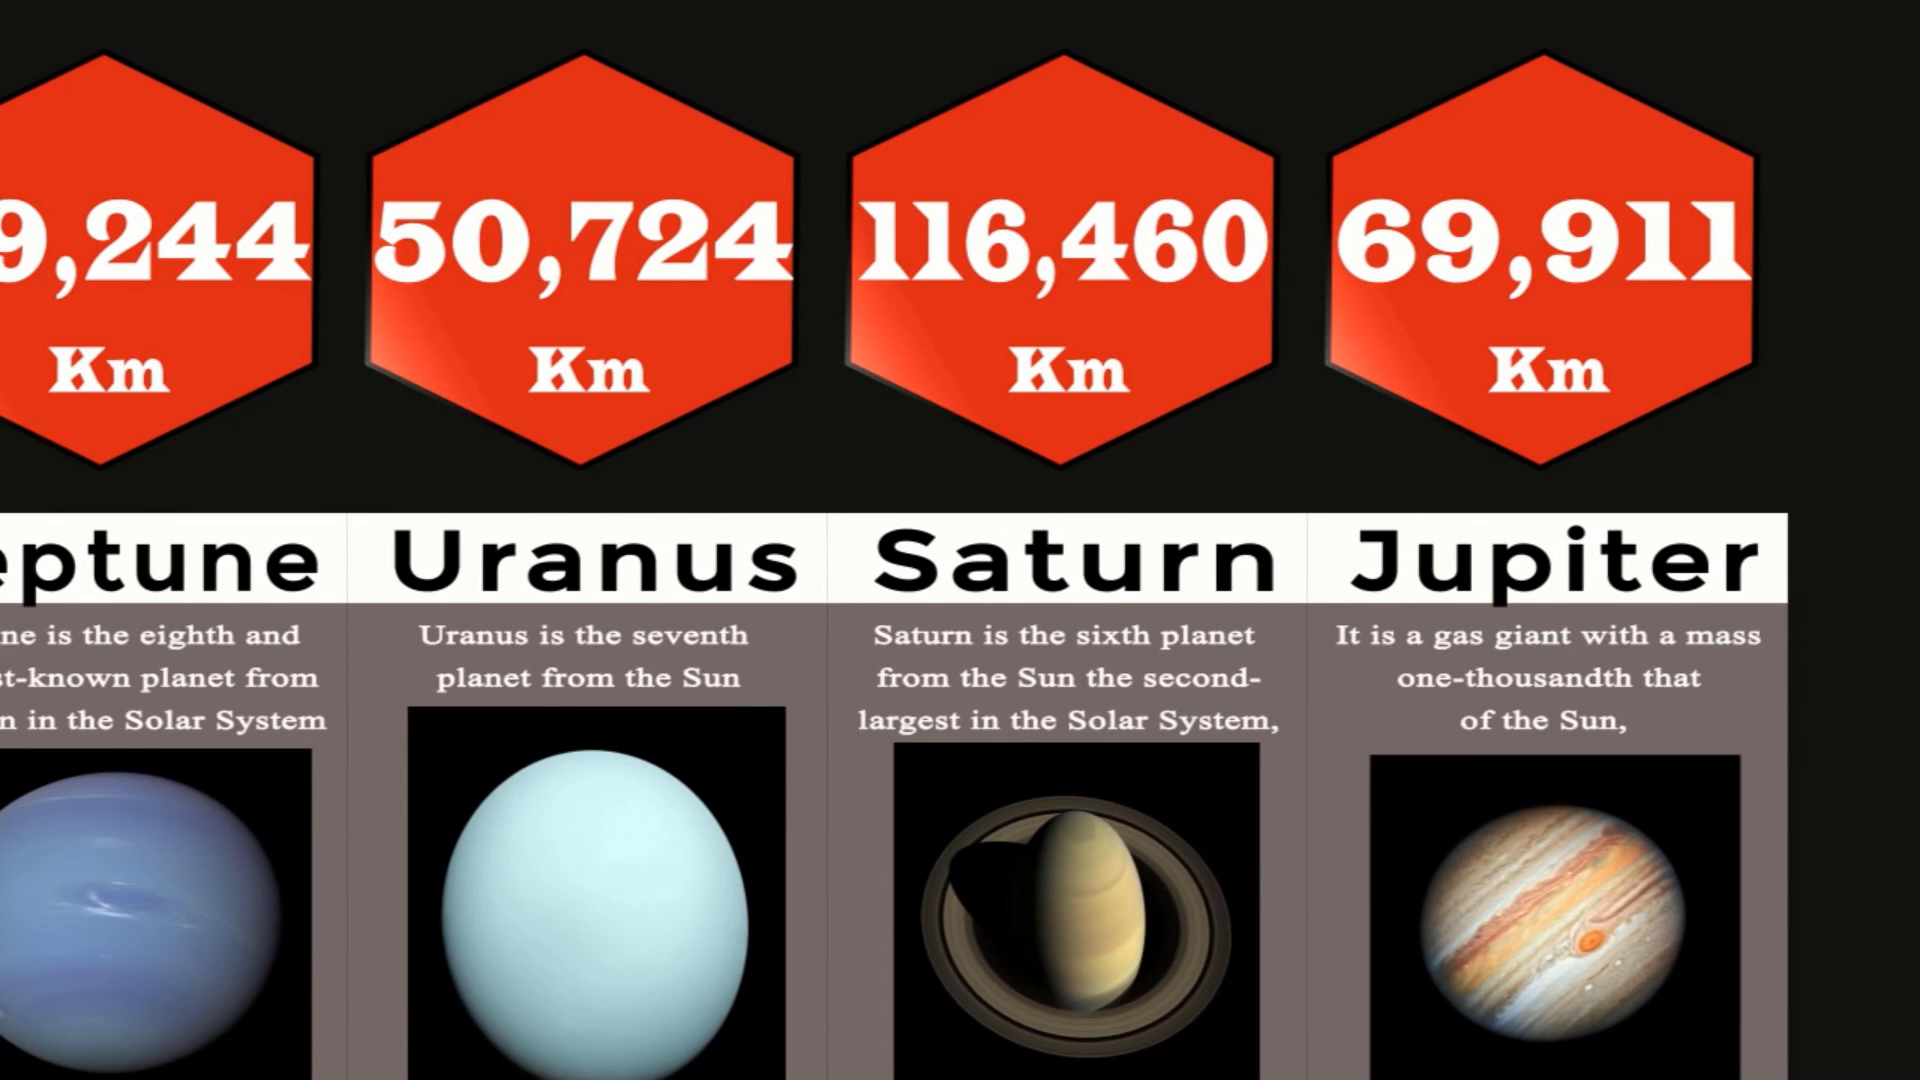 9,244
Km
50,724
Km
116,460
Km
69,911
Km
eptune
ne is the eighth and
st-known planet from
n in the Solar System
Uranus
Uranus is the seventh
planet from the Sun
Saturn
Saturn is the sixth planet
from the Sun the second-
largest in the Solar System,
Jupiter
It is a gas giant with a mass
one-thousandth that
of the Sun,